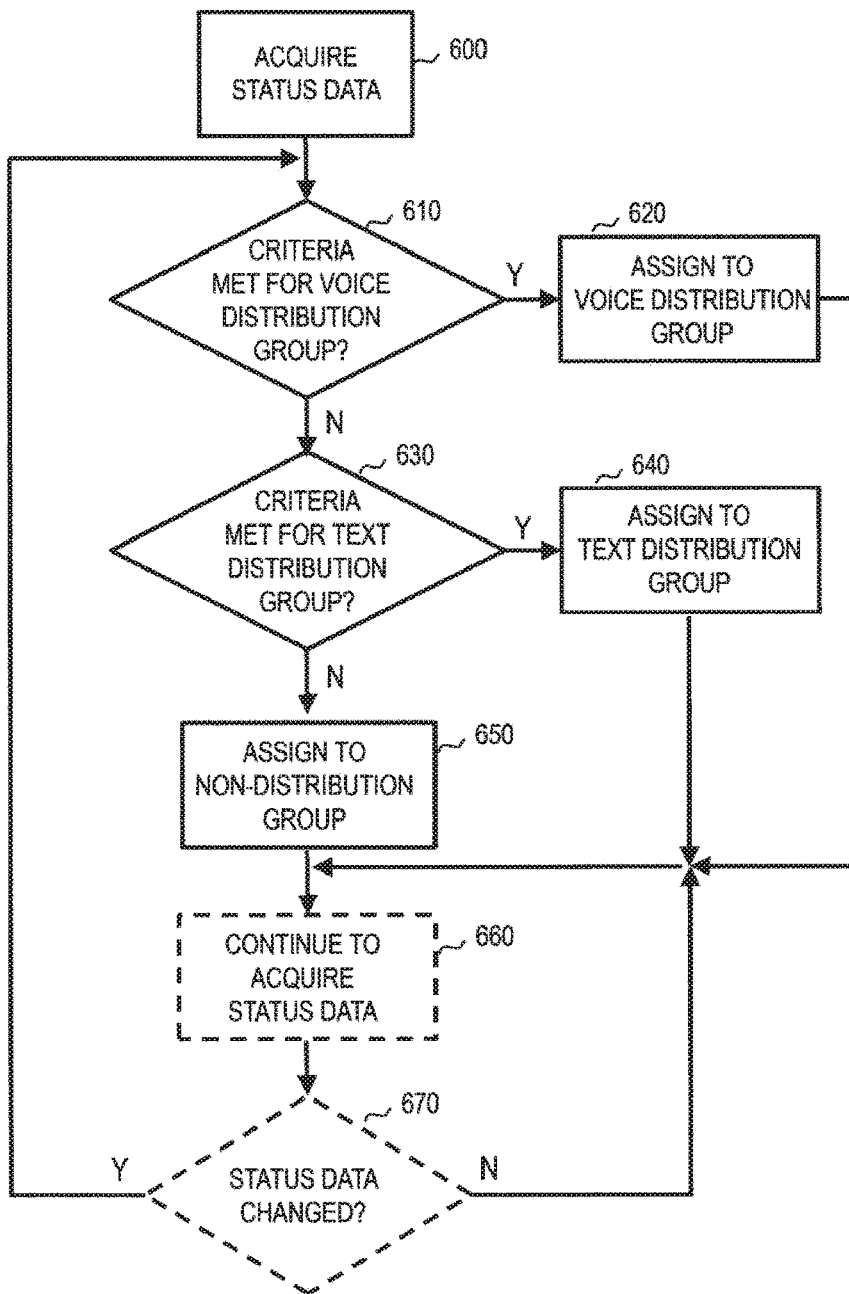 ACQUIRE
STATUS DATA
600
CRITERIA
MET FOR VOICE
DISTRIBUTION
GROUP?
610
Y
ASSIGN TO
VOICE DISTRIBUTION
GROUP
620
N
CRITERIA
MET FOR TEXT
DISTRIBUTION
GROUP?
630
Y
ASSIGN TO
TEXT DISTRIBUTION
GROUP
640
N
ASSIGN TO
NON-DISTRIBUTION
GROUP
650
CONTINUE TO
ACQUIRE
STATUS DATA
660
STATUS DATA
CHANGED?
670
Y
N